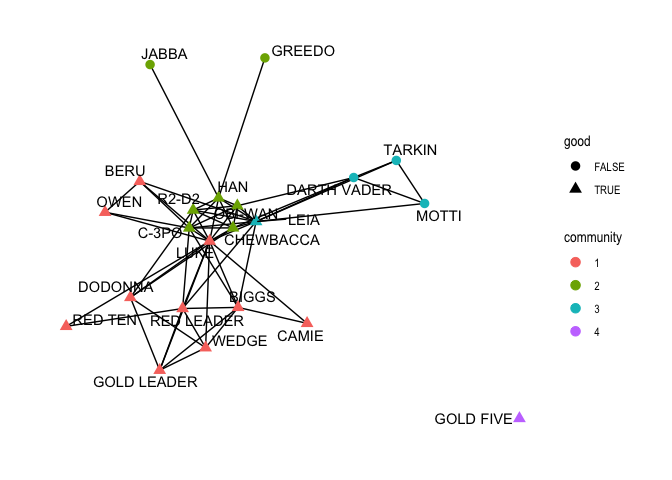 JABBA
GREEDO
good
FALSE
TRUE
TARKIN
BERU
DARTH VADER
HAN
R2-D2
OWEN
OBI-WAN
LEIA
MOTTI
C-3PO
CHEWBACCA
LUKE
community
1
2
3
4
DODONNA
BIGGS
RED TEN
RED LEADER
CAMIE
WEDGE
GOLD LEADER
GOLD FIVE